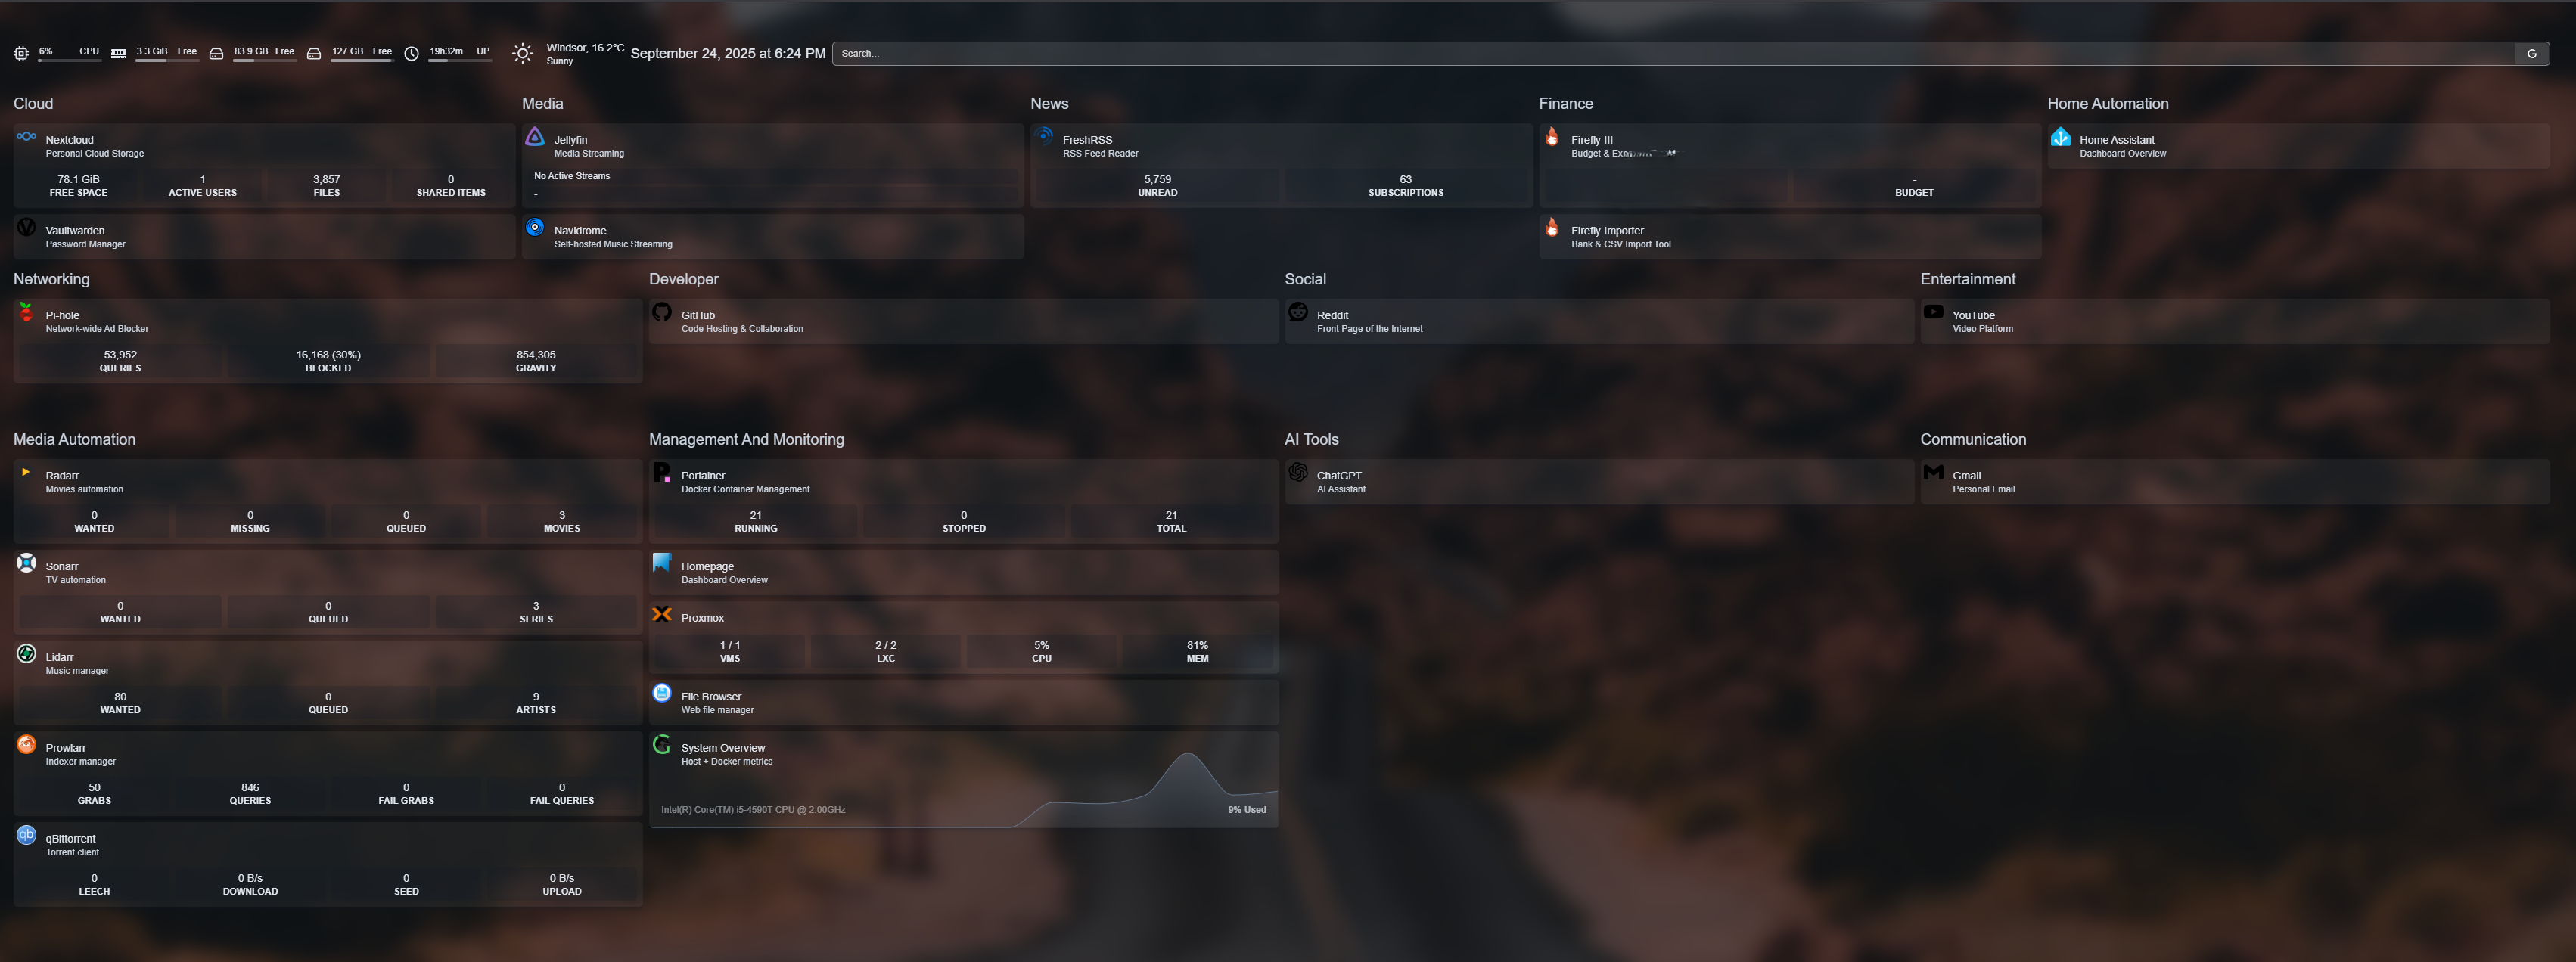 6% CPU
3.3 GiB Free
83.9 GB Free
127 GB Free
19h32m UP
Windsor, 16.2°C
Sunny
September 24, 2025 at 6:24 PM
Search...
G
Cloud
Nextcloud
Personal Cloud Storage
78.1 GiB 1 3,857 0
FREE SPACE ACTIVE USERS FILES SHARED ITEMS
Vaultwarden
Password Manager
Media
Jellyfin
Media Streaming
No Active Streams
-
Navidrome
Self-hosted Music Streaming
News
FreshRSS
RSS Feed Reader
5,759 63
UNREAD SUBSCRIPTIONS
Finance
Firefly III
Budget &
-
BUDGET
Firefly Importer
Bank & CSV Import Tool
Home Automation
Home Assistant
Dashboard Overview
Networking
Pi-hole
Network-wide Ad Blocker
53,952 16,168 (30%) 854,305
QUERIES BLOCKED GRAVITY
Developer
GitHub
Code Hosting & Collaboration
Social
Reddit
Front Page of the Internet
Entertainment
YouTube
Video Platform
Media Automation
Radarr
Movies automation
0 0 0 3
WANTED MISSING QUEUED MOVIES
Sonarr
TV automation
0 0 3
WANTED QUEUED SERIES
Lidarr
Music manager
80 0 9
WANTED QUEUED ARTISTS
Prowlarr
Indexer manager
50 846 0 0
GRABS QUERIES FAIL GRABS FAIL QUERIES
qb
qBittorrent
Torrent client
0 0 B/s 0 0 B/s
LEECH DOWNLOAD SEED UPLOAD
Management And Monitoring
Portainer
Docker Container Management
21 0 21
RUNNING STOPPED TOTAL
Homepage
Dashboard Overview
Proxmox
1 / 1 2 / 2 5% 81%
VMS LXC CPU MEM
File Browser
Web file manager
System Overview
Host + Docker metrics
Intel(R) Core(TM) i5-4590T CPU @ 2.00GHz 9% Used
AI Tools
ChatGPT
AI Assistant
Communication
Gmail
Personal Email